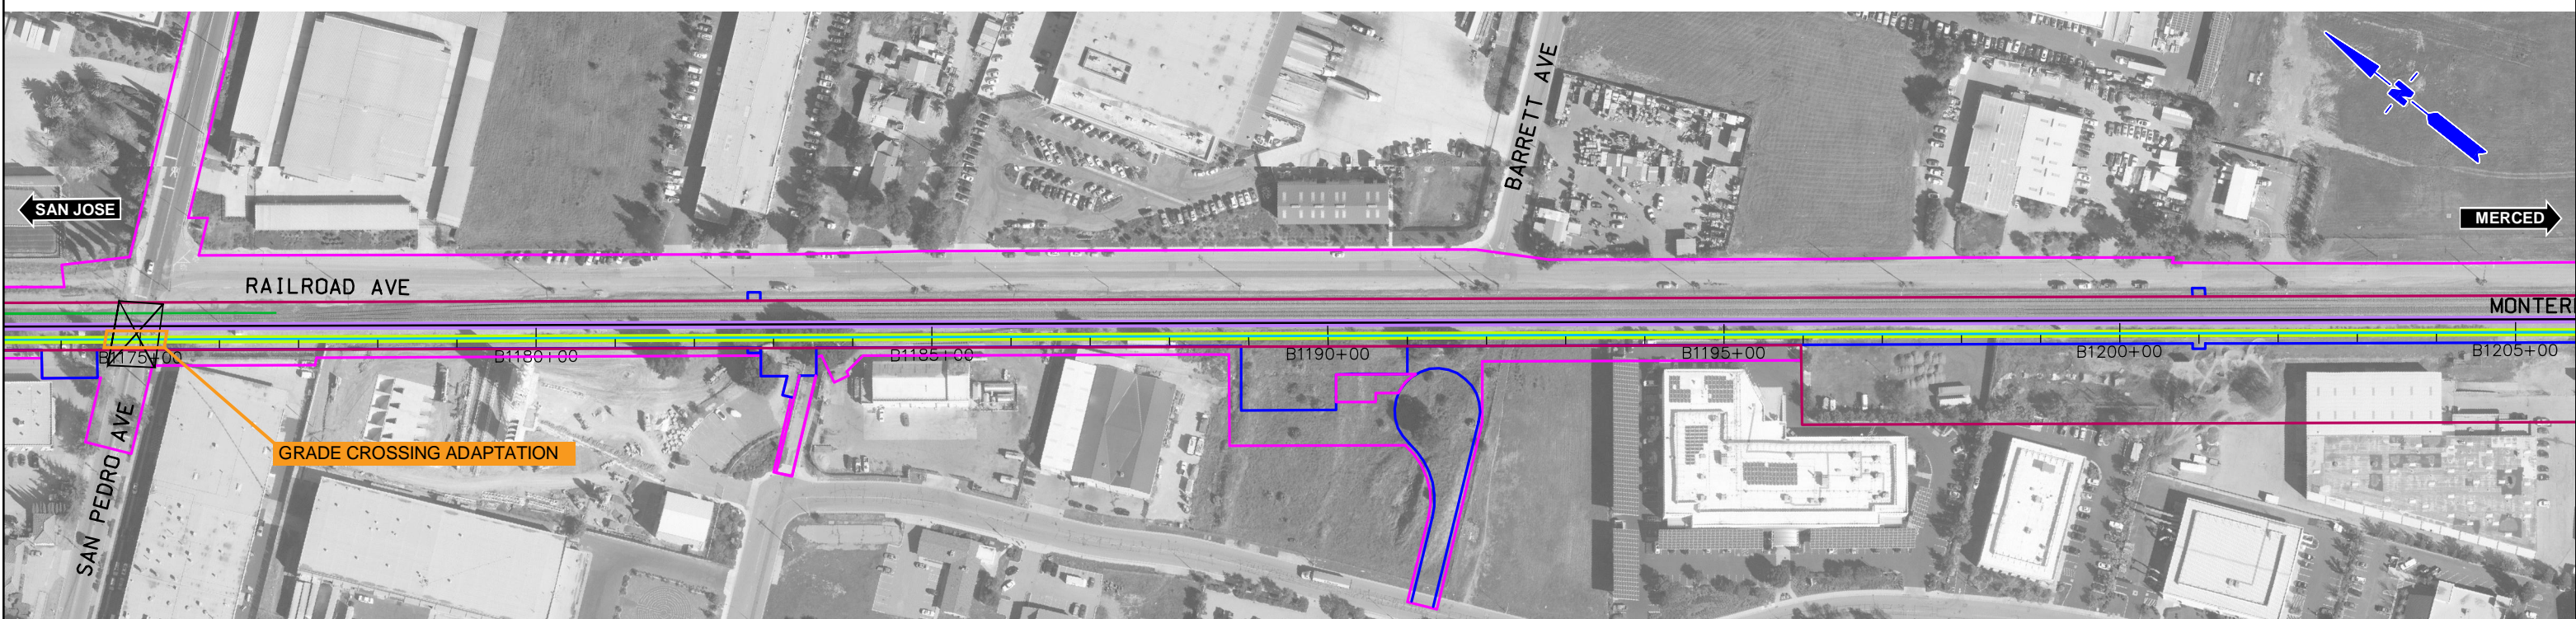 BARRETT AVE
N
SAN JOSE
MERCED
RAILROAD AVE
MONTER
B1175+00
B1180+00
B1185+00
B1190+00
B1195+00
B1200+00
B1205+00
GRADE CROSSING ADAPTATION
SAN PEDRO AVE